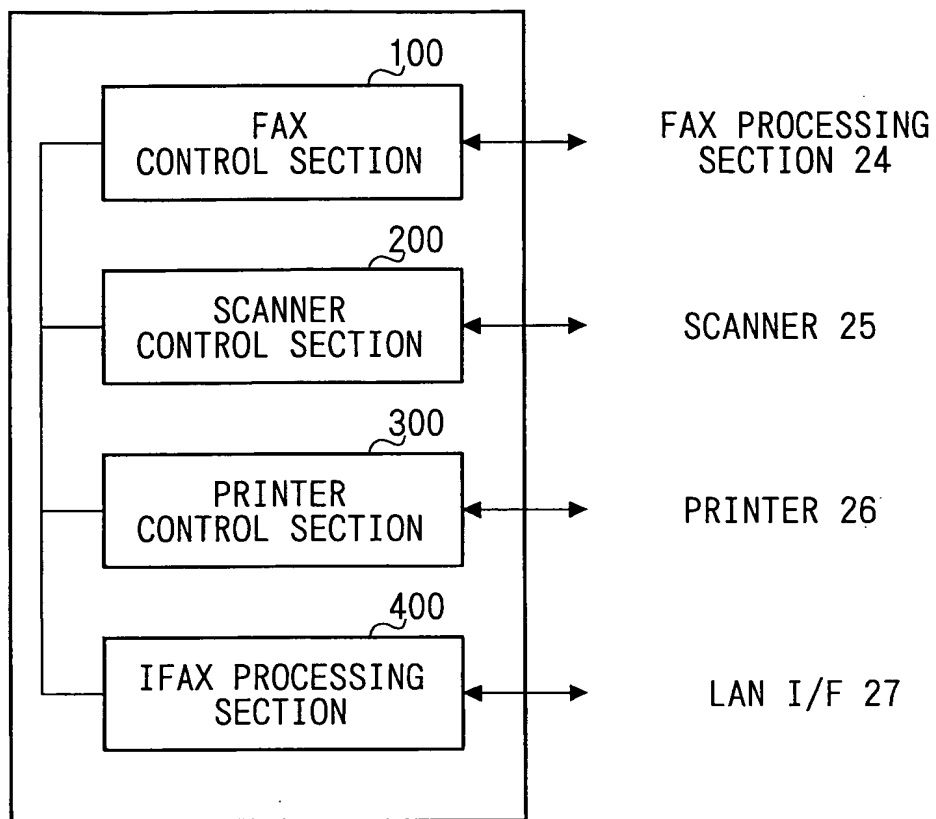 100
FAX
CONTROL SECTION
FAX PROCESSING
SECTION 24
200
SCANNER
CONTROL SECTION
SCANNER 25
300
PRINTER
CONTROL SECTION
PRINTER 26
400
IFAX PROCESSING
SECTION
LAN I/F 27